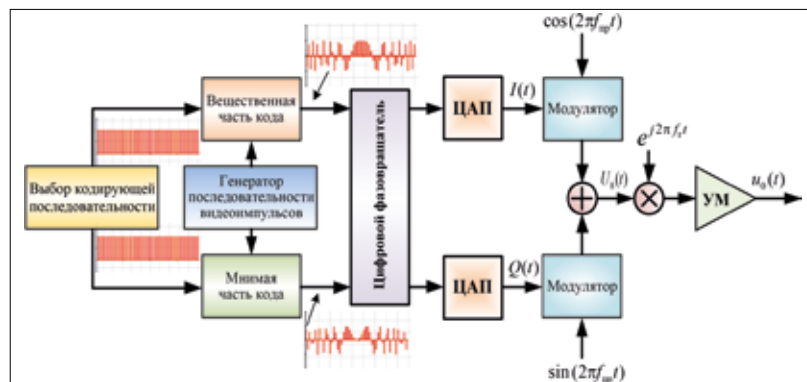 cos(2πf_пр t)
Вещественная
часть кода
ЦАП
I(t)
Модулятор
e^{j2πf_c t}
Выбор кодирующей
последовательности
Генератор
последовательности
видеоимпульсов
Цифровой фазовращатель
U_0(t)
УМ
u_0(t)
Мнимая
часть кода
ЦАП
Q(t)
Модулятор
sin(2πf_пр t)